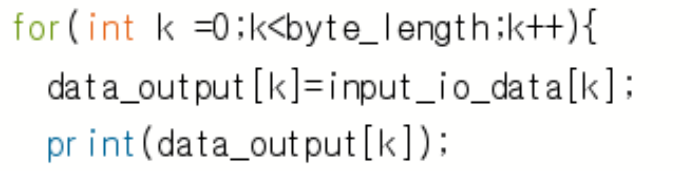 for(int k =0;k<byte_length;k++){
data_output[k]=input_io_data[k];
print(data_output[k]);